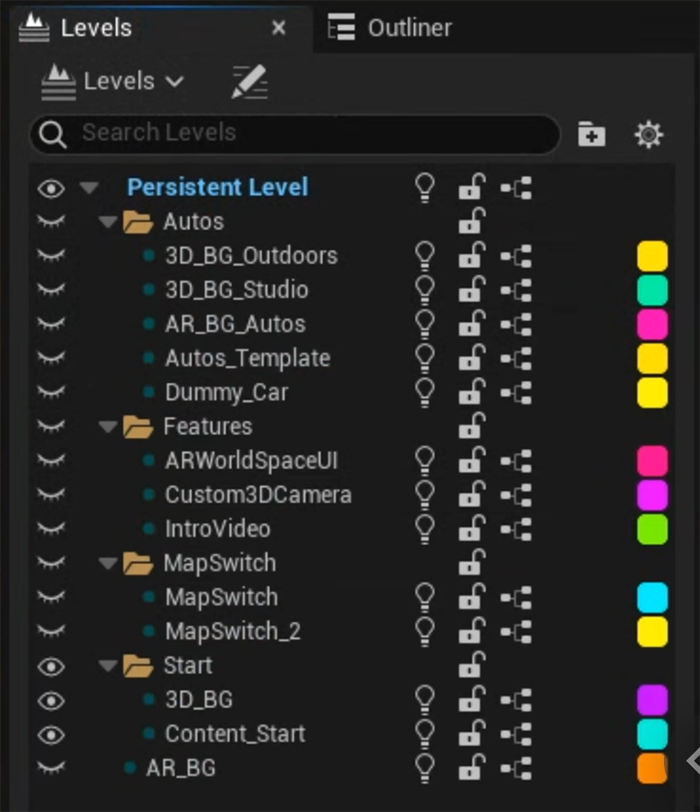 Levels Outliner
Levels
Search Levels
Persistent Level
Autos
3D_BG_Outdoors
3D_BG_Studio
AR_BG_Autos
Autos_Template
Dummy_Car
Features
ARWorldSpaceUI
Custom3DCamera
IntroVideo
MapSwitch
MapSwitch
MapSwitch_2
Start
3D_BG
Content_Start
AR_BG